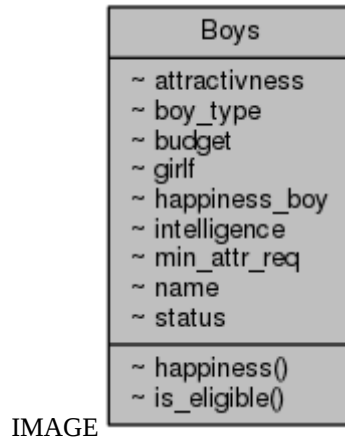 Boys
~ attractivness
~ boy_type
~ budget
~ girlf
~ happiness_boy
~ intelligence
~ min_attr_req
~ name
~ status
~ happiness()
~ is_eligible()
IMAGE